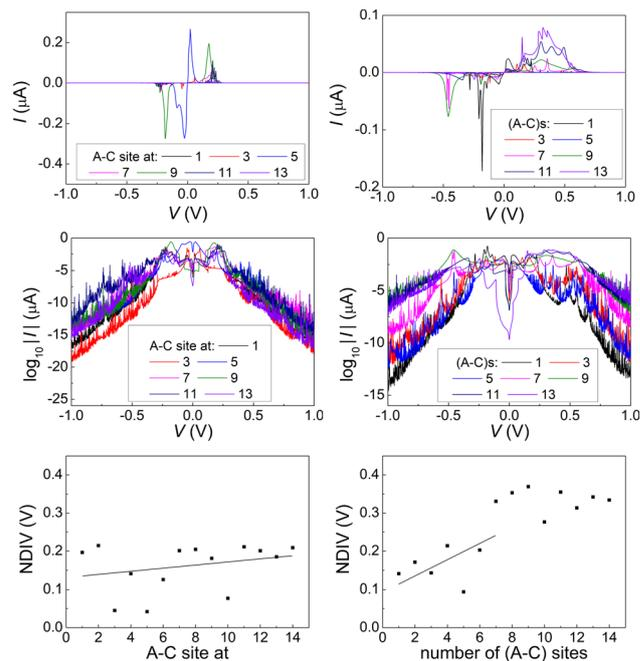 0.2
0.0
-0.2
-0.4
I (µA)
A-C site at: 1 3 5
7 9 11 13
-1.0 -0.5 0.0 0.5 1.0
V (V)
0.1
0.0
-0.1
0.2
I (µA)
(A-C)s: 1
3 5
7 9
11 13
-1.0 -0.5 0.0 0.5 1.0
V (V)
0
-5
-10
-15
-20
-25
log10 |I| (µA)
A-C site at: 1
3 5
7 9
11 13
-1.0 -0.5 0.0 0.5 1.0
V (V)
0
-5
-10
-15
log10 |I| (µA)
(A-C)s: 1 3
5 7 9
11 13
-1.0 -0.5 0.0 0.5 1.0
V (V)
0.4
0.3
0.2
0.1
0.0
NDIV (V)
0 2 4 6 8 10 12 14
A-C site at
0.4
0.3
0.2
0.1
0.0
NDIV (V)
0 2 4 6 8 10 12 14
number of (A-C) sites